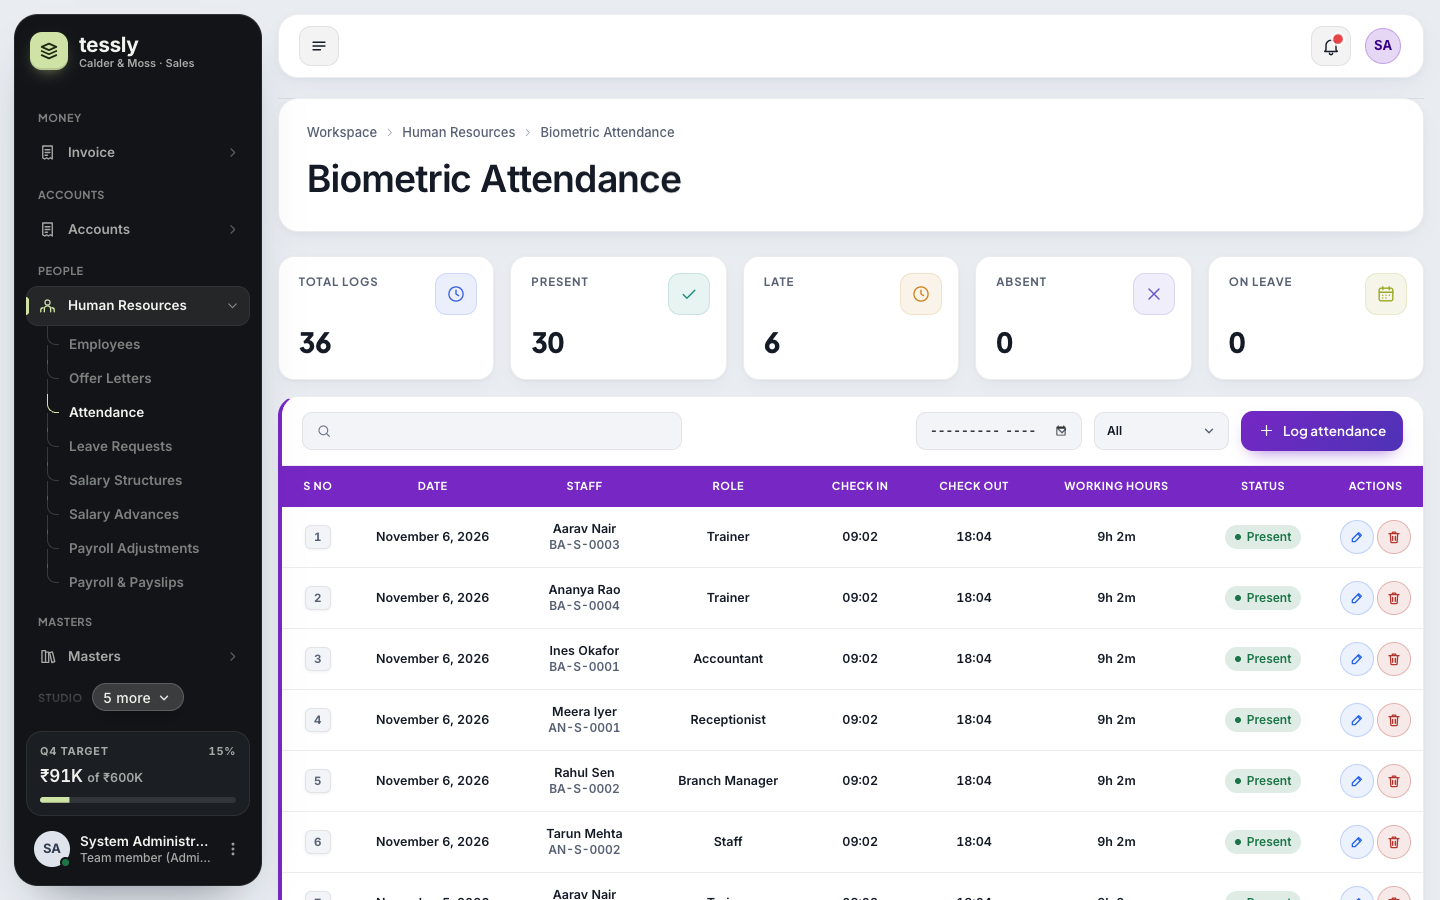 tessly
Calder & Moss · Sales
MONEY
Invoice
ACCOUNTS
Accounts
PEOPLE
Human Resources
Employees
Offer Letters
Attendance
Leave Requests
Salary Structures
Salary Advances
Payroll Adjustments
Payroll & Payslips
MASTERS
Masters
STUDIO
5 more
Q4 TARGET 15%
₹91K of ₹600K
SA
System Administr...
Team member (Admi...
SA
Workspace > Human Resources > Biometric Attendance
Biometric Attendance
TOTAL LOGS
36
PRESENT
30
LATE
6
ABSENT
0
ON LEAVE
0
--------- ----
All
+ Log attendance
S NO DATE STAFF ROLE CHECK IN CHECK OUT WORKING HOURS STATUS ACTIONS
1 November 6, 2026 Aarav Nair BA-S-0003 Trainer 09:02 18:04 9h 2m Present
2 November 6, 2026 Ananya Rao BA-S-0004 Trainer 09:02 18:04 9h 2m Present
3 November 6, 2026 Ines Okafor BA-S-0001 Accountant 09:02 18:04 9h 2m Present
4 November 6, 2026 Meera Iyer AN-S-0001 Receptionist 09:02 18:04 9h 2m Present
5 November 6, 2026 Rahul Sen BA-S-0002 Branch Manager 09:02 18:04 9h 2m Present
6 November 6, 2026 Tarun Mehta AN-S-0002 Staff 09:02 18:04 9h 2m Present
Aarav Nair